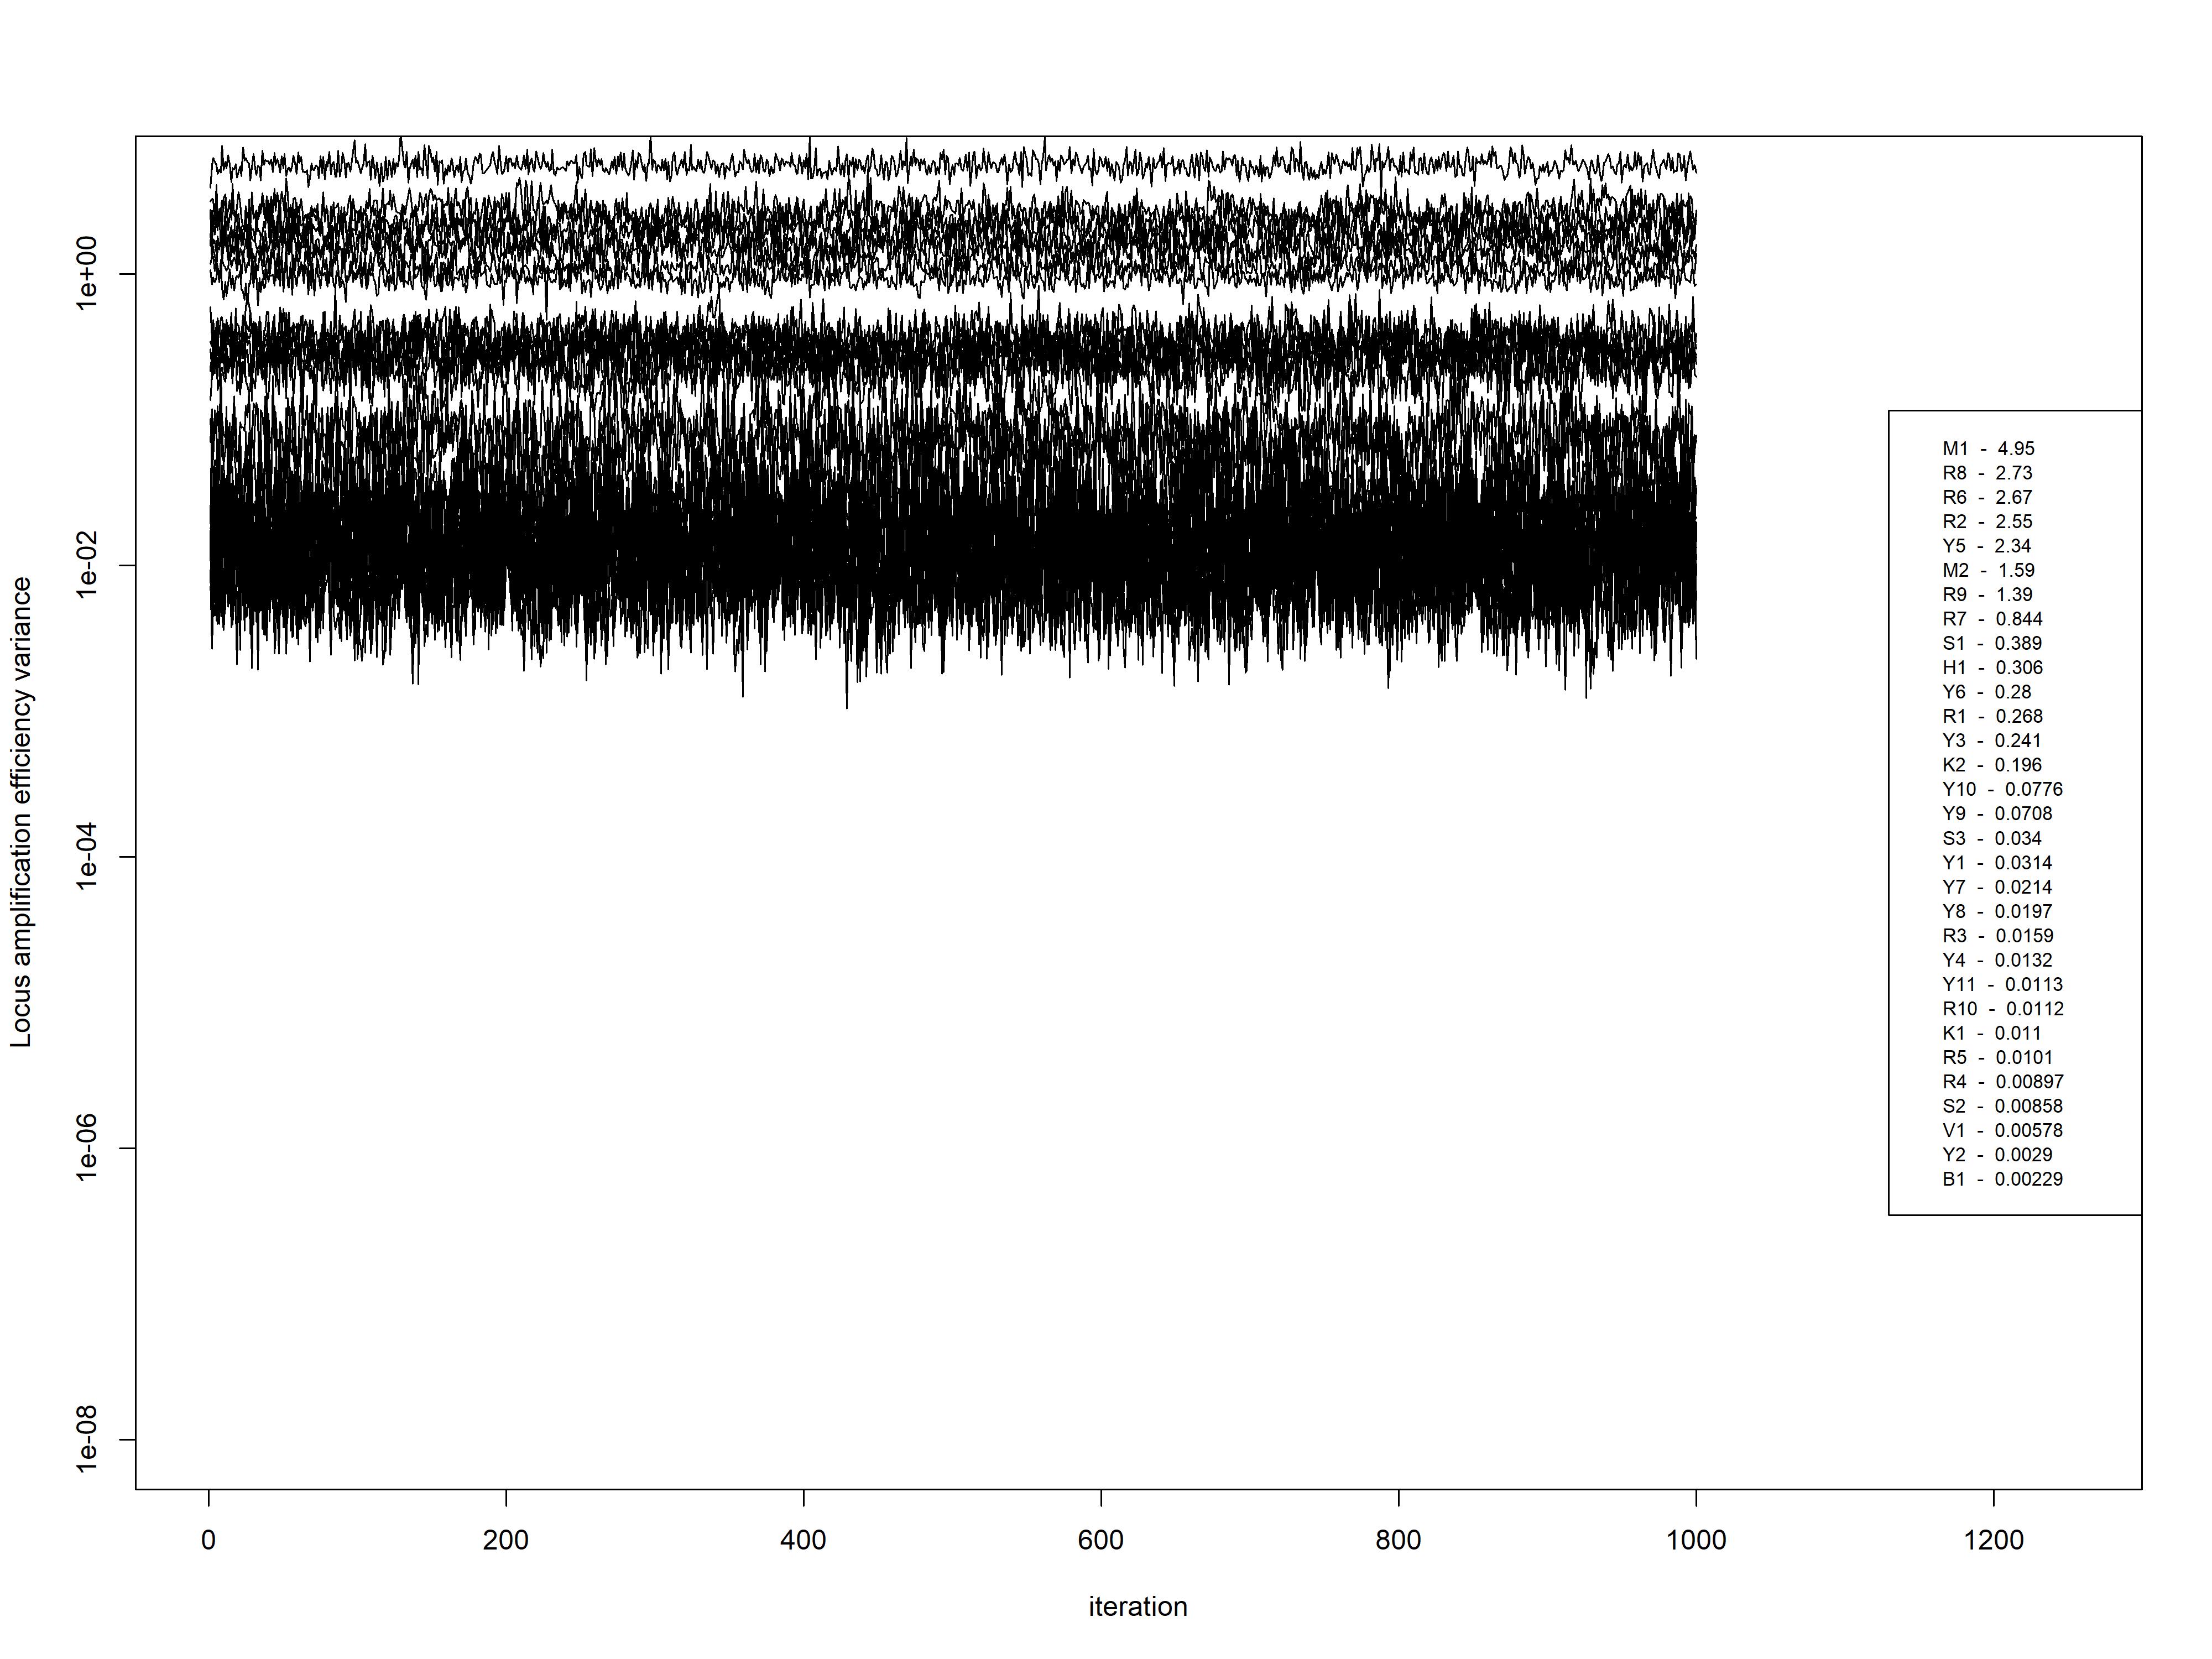 Locus amplification efficiency variance
1e+00
1e-02
1e-04
1e-06
1e-08
M1 - 4.95
R8 - 2.73
R6 - 2.67
R2 - 2.55
Y5 - 2.34
M2 - 1.59
R9 - 1.39
R7 - 0.844
S1 - 0.389
H1 - 0.306
Y6 - 0.28
R1 - 0.268
Y3 - 0.241
K2 - 0.196
Y10 - 0.0776
Y9 - 0.0708
S3 - 0.034
Y1 - 0.0314
Y7 - 0.0214
Y8 - 0.0197
R3 - 0.0159
Y4 - 0.0132
Y11 - 0.0113
R10 - 0.0112
K1 - 0.011
R5 - 0.0101
R4 - 0.00897
S2 - 0.00858
V1 - 0.00578
Y2 - 0.0029
B1 - 0.00229
0 200 400 600 800 1000 1200
iteration